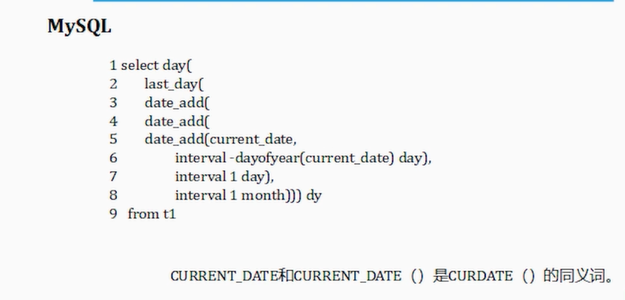 MySQL
1 select day(
2 last_day(
3 date_add(
4 date_add(
5 date_add(current_date,
6 interval -dayofyear(current_date) day),
7 interval 1 day),
8 interval 1 month))) dy
9 from t1
CURRENT_DATE和CURRENT_DATE（）是CURDATE（）的同义词。